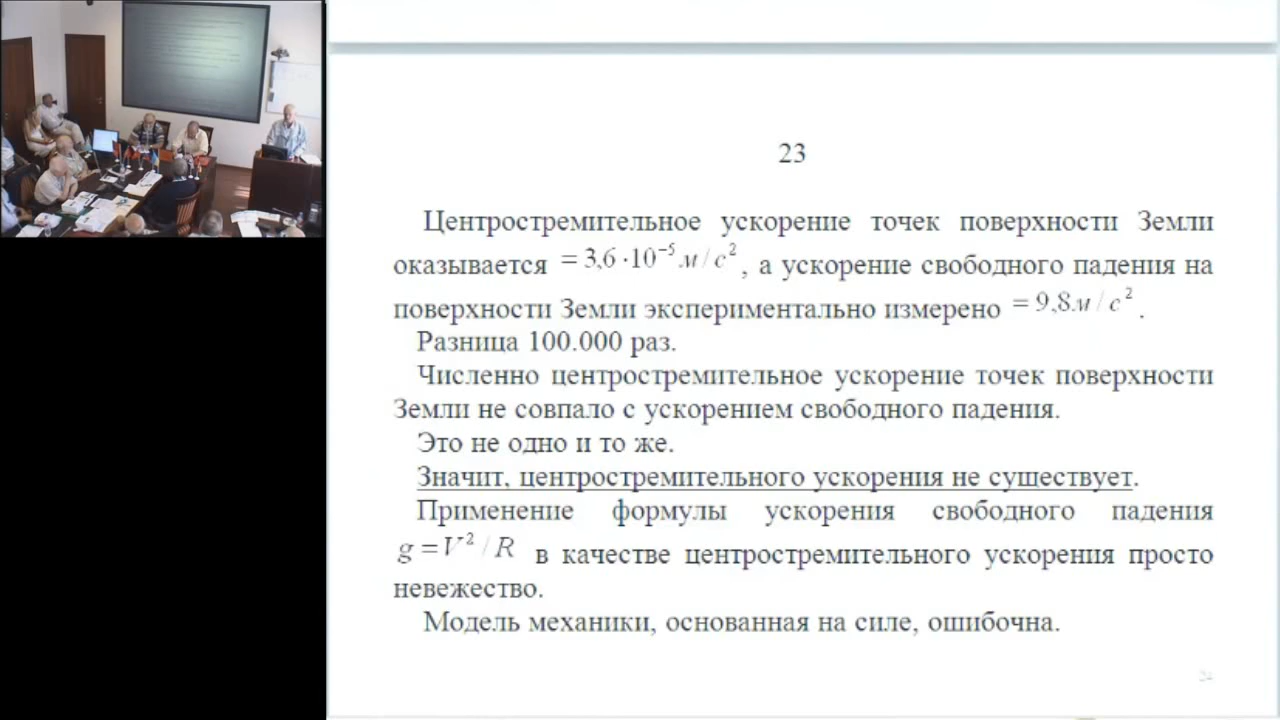 23
Центростремительное ускорение точек поверхности Земли
оказывается = 3,6 · 10⁻⁵ м / с², а ускорение свободного падения на
поверхности Земли экспериментально измерено = 9,8м / с².
Разница 100.000 раз.
Численно центростремительное ускорение точек поверхности
Земли не совпало с ускорением свободного падения.
Это не одно и то же.
Значит, центростремительного ускорения не существует.
Применение формулы ускорения свободного падения
g = V² / R в качестве центростремительного ускорения просто
невежество.
Модель механики, основанная на силе, ошибочна.
24